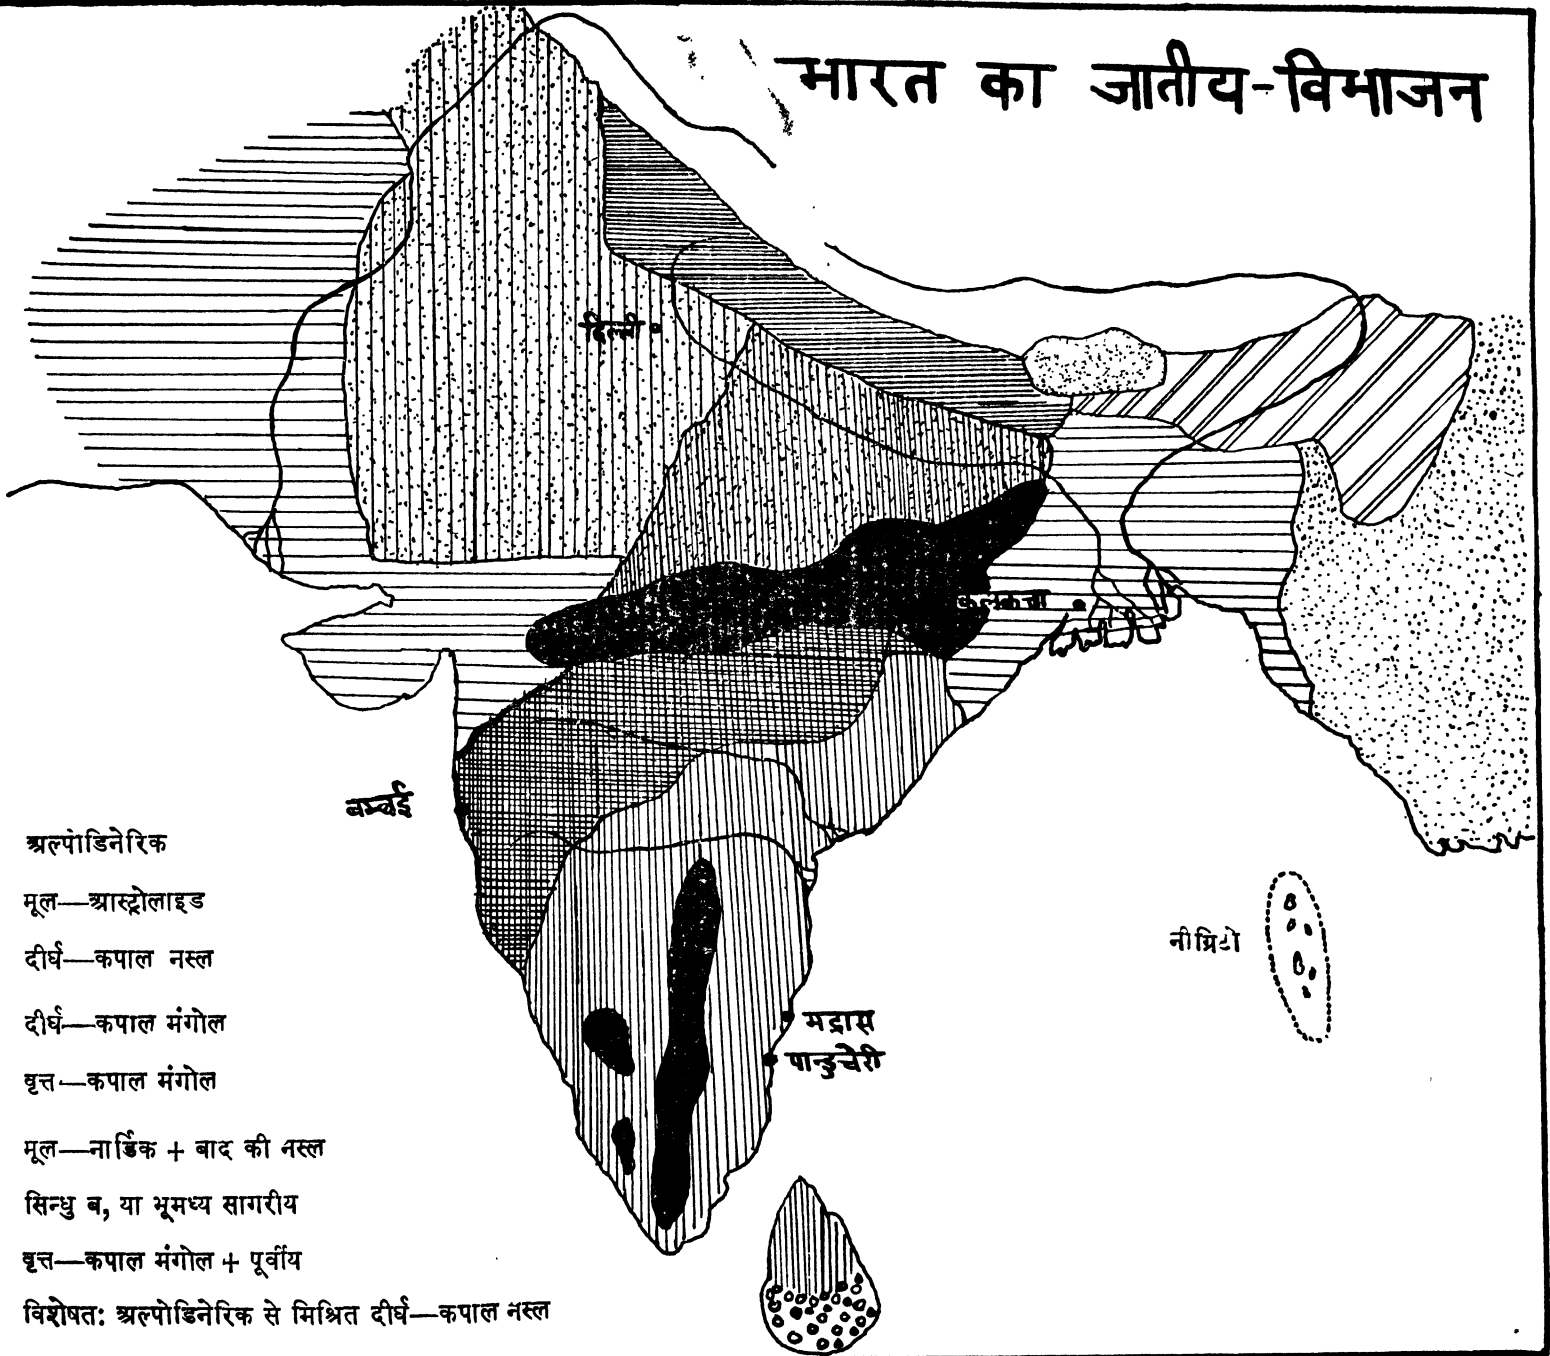 भारत का जातीय-विभाजन
दिल्ली
कलकत्ता
बम्बई
अल्पोडिनेरिक
मूल—आस्ट्रोलाइड
दीर्घ—कपाल नस्ल
नीग्रिटो
दीर्घ—कपाल मंगोल
मद्रास
पान्डुचेरी
वृत्त—कपाल मंगोल
मूल—नार्डिक + बाद की नस्ल
सिन्धु ब, या भूमध्य सागरीय
वृत्त—कपाल मंगोल + पूर्वीय
विशेषत: अल्पोडिनेरिक से मिश्रित दीर्घ—कपाल नस्ल